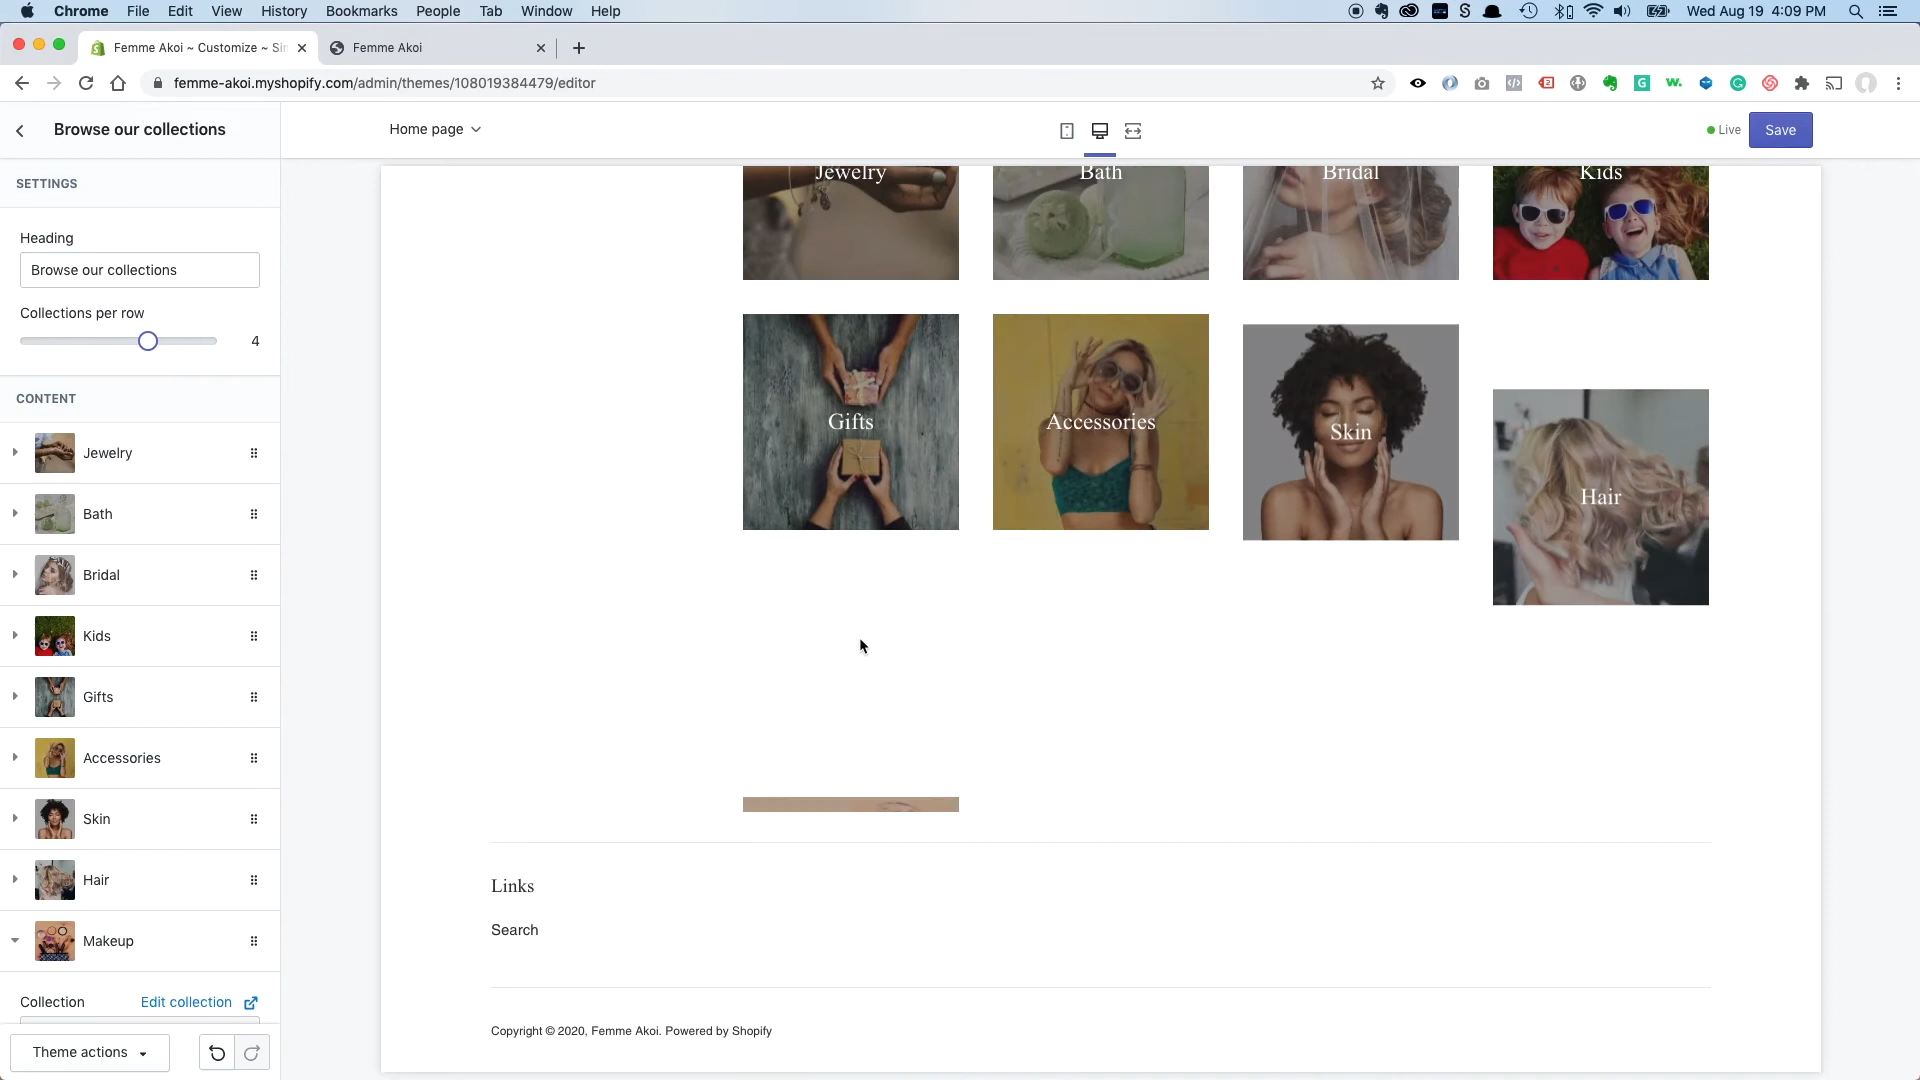 Chrome File Edit View History Bookmarks People Tab Window Help
Wed Aug 19 4:09 PM
Femme Akoi ~ Customize ~ Sim
Femme Akoi
femme-akoi.myshopify.com/admin/themes/108019384479/editor
Browse our collections
Home page
Live
Save
SETTINGS
Heading
Browse our collections
Collections per row
4
CONTENT
Jewelry
Bath
Bridal
Kids
Gifts
Accessories
Skin
Hair
Makeup
Collection
Edit collection
Theme actions
Jewelry
Bath
Bridal
Kids
Gifts
Accessories
Skin
Hair
Links
Search
Copyright © 2020, Femme Akoi. Powered by Shopify